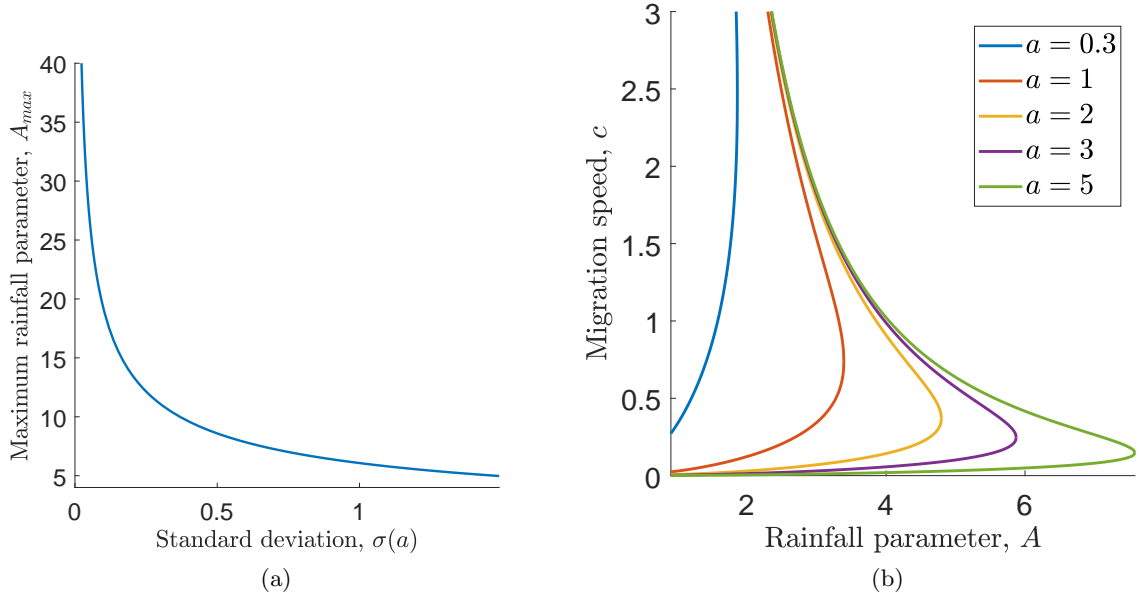 Maximum rainfall parameter, A_max
40
35
30
25
20
15
10
5
0
0.5
1
Standard deviation, σ(a)
(a)
Migration speed, c
3
2.5
2
1.5
1
0.5
0
2
4
6
Rainfall parameter, A
a = 0.3
a = 1
a = 2
a = 3
a = 5
(b)